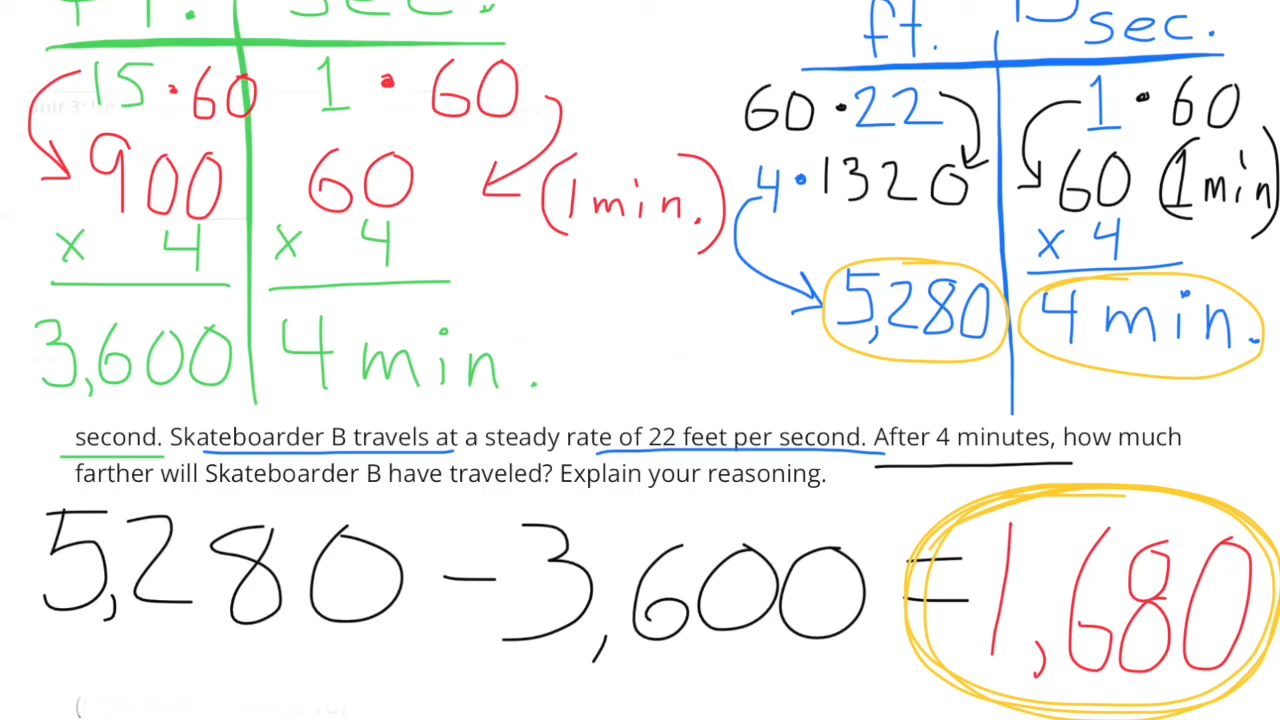 ft. sec.
15 · 60 1 · 60
900 60 (1 min.)
x 4 x 4
3,600 4 min.
ft. sec.
60 · 22 1 · 60
4 · 1320 60 (1 min)
x 4
5,280 4 min.
second. Skateboarder B travels at a steady rate of 22 feet per second. After 4 minutes, how much
farther will Skateboarder B have traveled? Explain your reasoning.
5,280 - 3,600 = 1,680